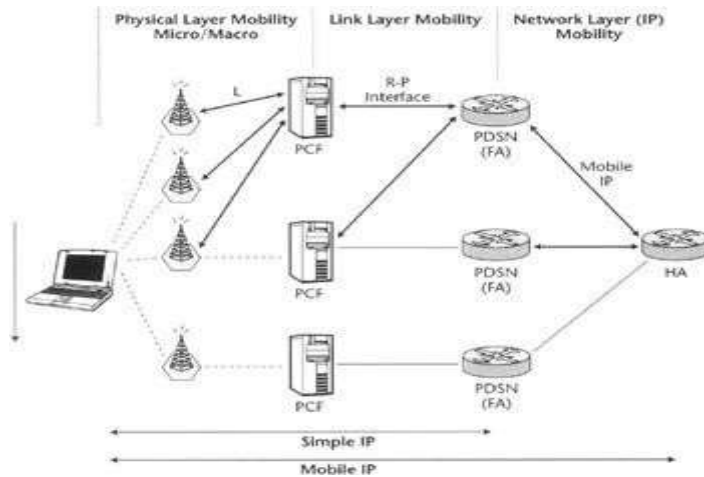 Physical Layer Mobility
Micro/Macro
Link Layer Mobility
Network Layer (IP)
Mobility
L
R-P
Interface
PCF
PDSN
(FA)
Mobile
IP
PCF
PDSN
(FA)
HA
PCF
PDSN
(FA)
Simple IP
Mobile IP